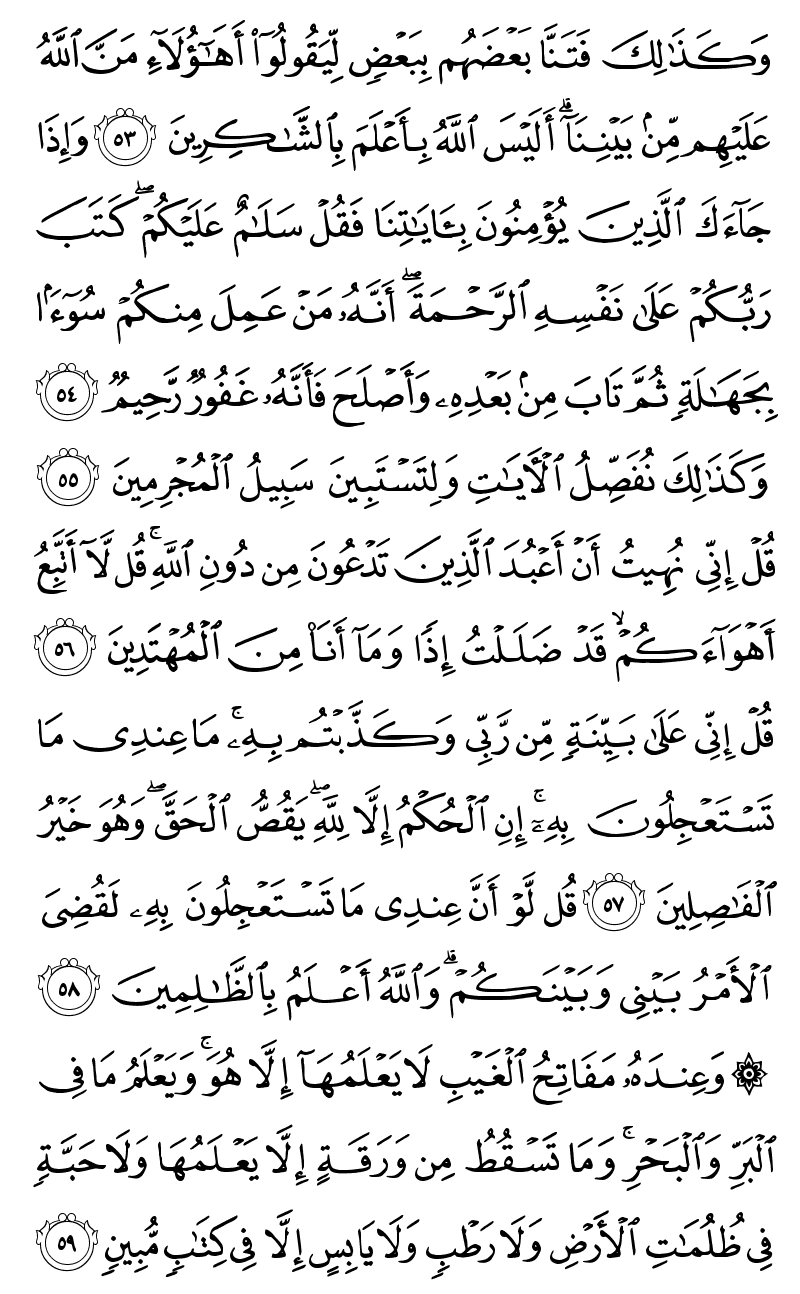 وَكَذَٰلِكَ فَتَنَّا بَعْضَهُم بِبَعْضٍ لِّيَقُولُوٓا۟ أَهَـٰٓؤُلَآءِ مَنَّ ٱللَّهُ
عَلَيْهِم مِّنۢ بَيْنِنَآ ۗ أَلَيْسَ ٱللَّهُ بِأَعْلَمَ بِٱلشَّـٰكِرِينَ ٥٣ وَإِذَا
جَآءَكَ ٱلَّذِينَ يُؤْمِنُونَ بِـَٔايَـٰتِنَا فَقُلْ سَلَـٰمٌ عَلَيْكُمْ ۖ كَتَبَ
رَبُّكُمْ عَلَىٰ نَفْسِهِ ٱلرَّحْمَةَ ۖ أَنَّهُۥ مَنْ عَمِلَ مِنكُمْ سُوٓءًۢا
بِجَهَـٰلَةٍ ثُمَّ تَابَ مِنۢ بَعْدِهِۦ وَأَصْلَحَ فَأَنَّهُۥ غَفُورٌ رَّحِيمٌ ٥٤
وَكَذَٰلِكَ نُفَصِّلُ ٱلْـَٔايَـٰتِ وَلِتَسْتَبِينَ سَبِيلُ ٱلْمُجْرِمِينَ ٥٥
قُلْ إِنِّى نُهِيتُ أَنْ أَعْبُدَ ٱلَّذِينَ تَدْعُونَ مِن دُونِ ٱللَّهِ ۚ قُل لَّآ أَتَّبِعُ
أَهْوَآءَكُمْ ۙ قَدْ ضَلَلْتُ إِذًا وَمَآ أَنَا۠ مِنَ ٱلْمُهْتَدِينَ ٥٦
قُلْ إِنِّى عَلَىٰ بَيِّنَةٍ مِّن رَّبِّى وَكَذَّبْتُم بِهِۦ ۚ مَا عِندِى مَا
تَسْتَعْجِلُونَ بِهِۦٓ ۚ إِنِ ٱلْحُكْمُ إِلَّا لِلَّهِ ۖ يَقُصُّ ٱلْحَقَّ ۖ وَهُوَ خَيْرُ
ٱلْفَـٰصِلِينَ ٥٧ قُل لَّوْ أَنَّ عِندِى مَا تَسْتَعْجِلُونَ بِهِۦ لَقُضِىَ
ٱلْأَمْرُ بَيْنِى وَبَيْنَكُمْ ۗ وَٱللَّهُ أَعْلَمُ بِٱلظَّـٰلِمِينَ ٥٨
۞ وَعِندَهُۥ مَفَاتِحُ ٱلْغَيْبِ لَا يَعْلَمُهَآ إِلَّا هُوَ ۚ وَيَعْلَمُ مَا فِى
ٱلْبَرِّ وَٱلْبَحْرِ ۚ وَمَا تَسْقُطُ مِن وَرَقَةٍ إِلَّا يَعْلَمُهَا وَلَا حَبَّةٍ
فِى ظُلُمَـٰتِ ٱلْأَرْضِ وَلَا رَطْبٍ وَلَا يَابِسٍ إِلَّا فِى كِتَـٰبٍ مُّبِينٍ ٥٩